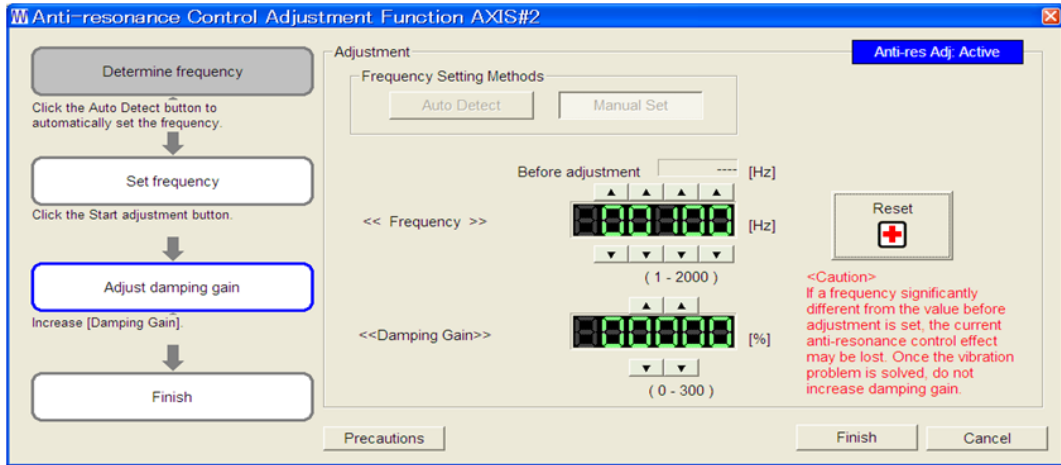 Anti-resonance Control Adjustment Function AXIS#2
Determine frequency
Click the Auto Detect button to
automatically set the frequency.
Set frequency
Click the Start adjustment button.
Adjust damping gain
Increase [Damping Gain].
Finish
Adjustment
Anti-res Adj: Active
Frequency Setting Methods
Auto Detect
Manual Set
Before adjustment ---- [Hz]
<< Frequency >> 00100 [Hz]
( 1 - 2000 )
<<Damping Gain>> 00000 [%]
( 0 - 300 )
Reset
<Caution>
If a frequency significantly
different from the value before
adjustment is set, the current
anti-resonance control effect
may be lost. Once the vibration
problem is solved, do not
increase damping gain.
Precautions
Finish
Cancel